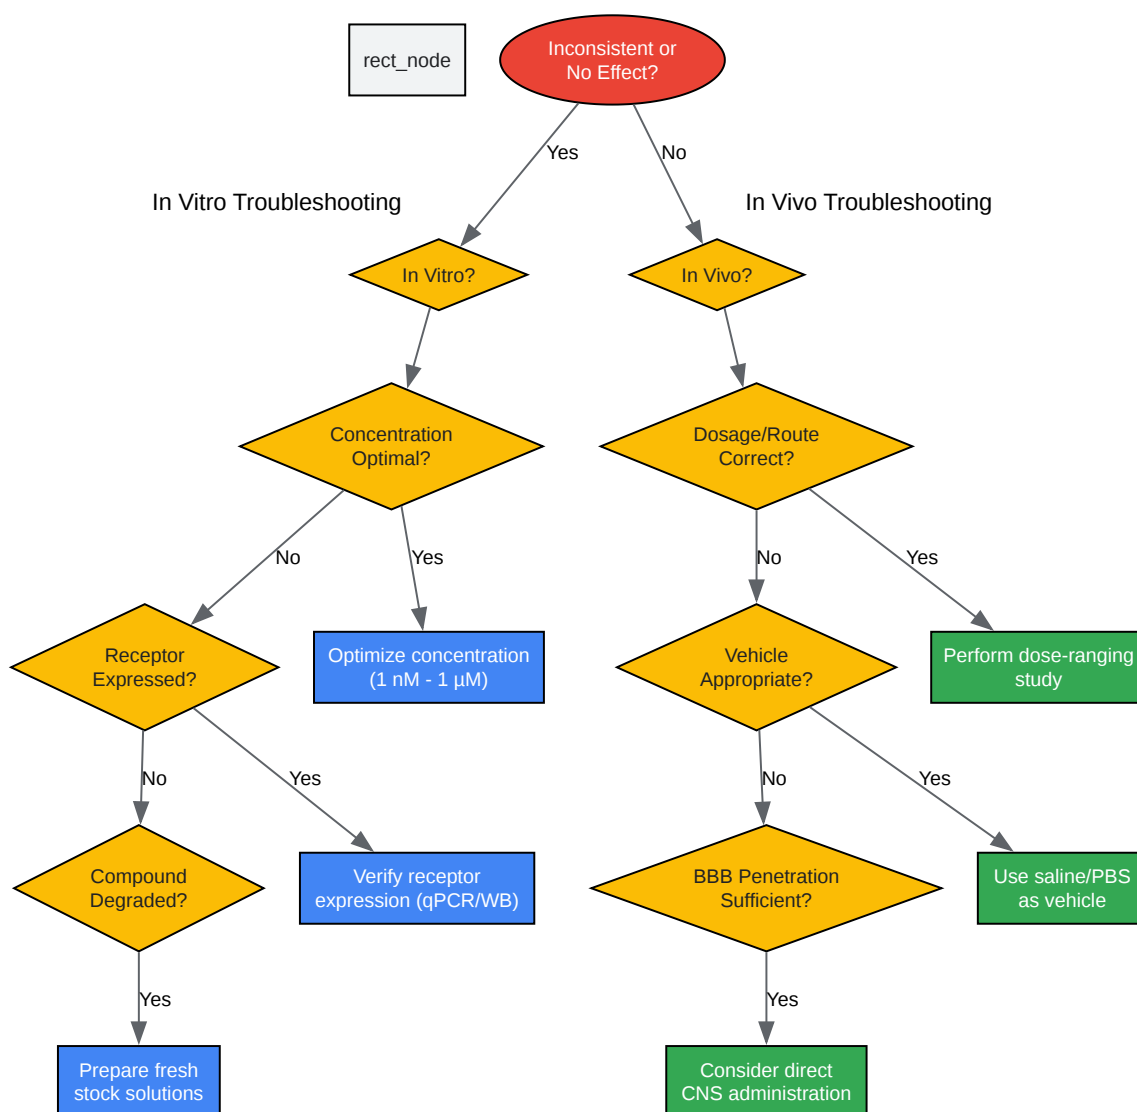 rect_node
Inconsistent or
No Effect?
Yes
No
In Vitro Troubleshooting
In Vivo Troubleshooting
In Vitro?
In Vivo?
Concentration
Optimal?
Dosage/Route
Correct?
No
Yes
No
Yes
Receptor
Expressed?
Optimize concentration
(1 nM - 1 µM)
Vehicle
Appropriate?
Perform dose-ranging
study
No
Yes
No
Yes
Compound
Degraded?
Verify receptor
expression (qPCR/WB)
BBB Penetration
Sufficient?
Use saline/PBS
as vehicle
Yes
Yes
Prepare fresh
stock solutions
Consider direct
CNS administration